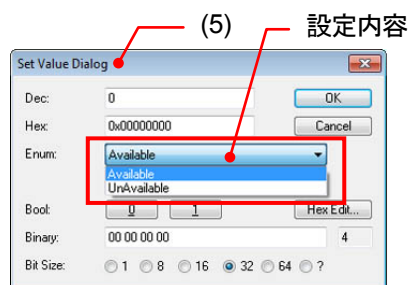 (5) 設定内容
Set Value Dialog
Dec: 0 OK
Hex: 0x00000000 Cancel
Enum: Available
Available
UnAvailable
Bool: 0 1 Hex Edit...
Binary: 00 00 00 00 4
Bit Size: 1 8 16 32 64 ?